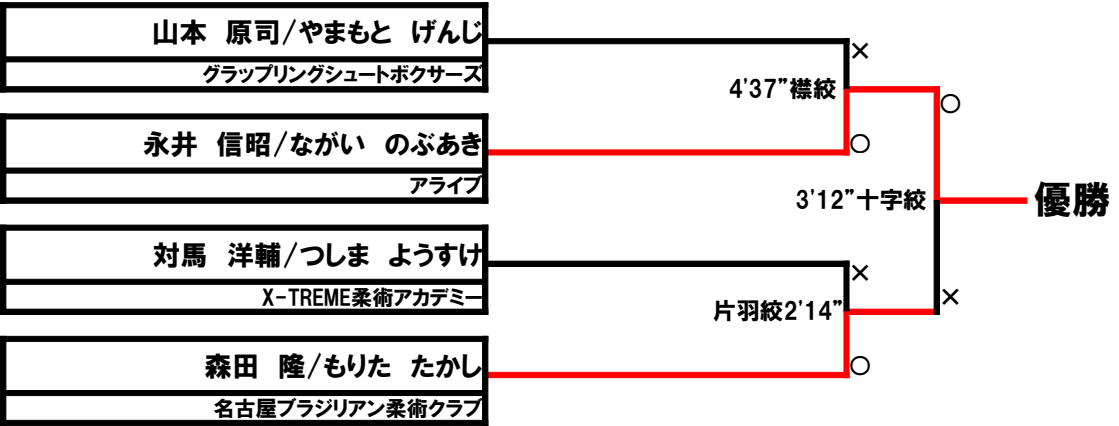 山本　原司/やまもと　げんじ
グラップリングシュートボクサーズ
×
4'37”襟絞
○
永井　信昭/ながい　のぶあき
○
アライブ
3'12”十字絞
優勝
対馬　洋輔/つしま　ようすけ
×
X-TREME柔術アカデミー
×
片羽絞2'14”
森田　隆/もりた　たかし
○
名古屋ブラジリアン柔術クラブ